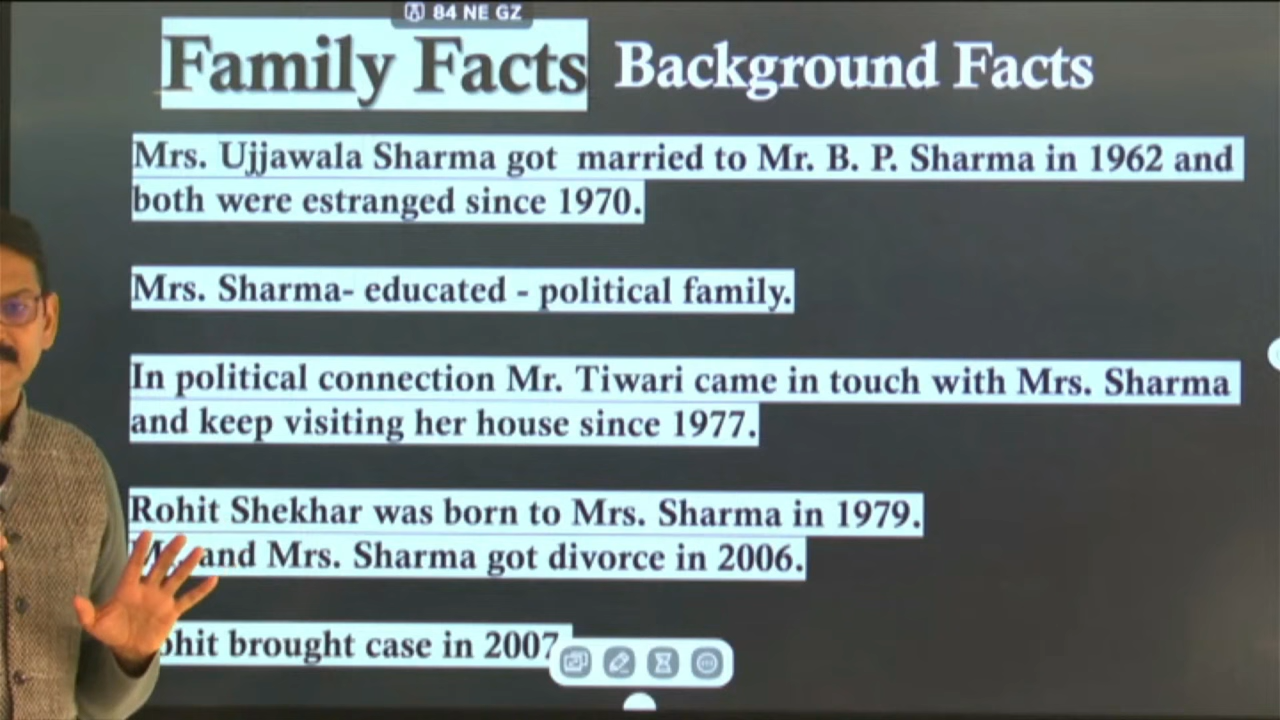 84 NE GZ
Family Facts Background Facts
Mrs. Ujjawala Sharma got married to Mr. B. P. Sharma in 1962 and
both were estranged since 1970.
Mrs. Sharma- educated - political family.
In political connection Mr. Tiwari came in touch with Mrs. Sharma
and keep visiting her house since 1977.
Rohit Shekhar was born to Mrs. Sharma in 1979.
and Mrs. Sharma got divorce in 2006.
brought case in 2007